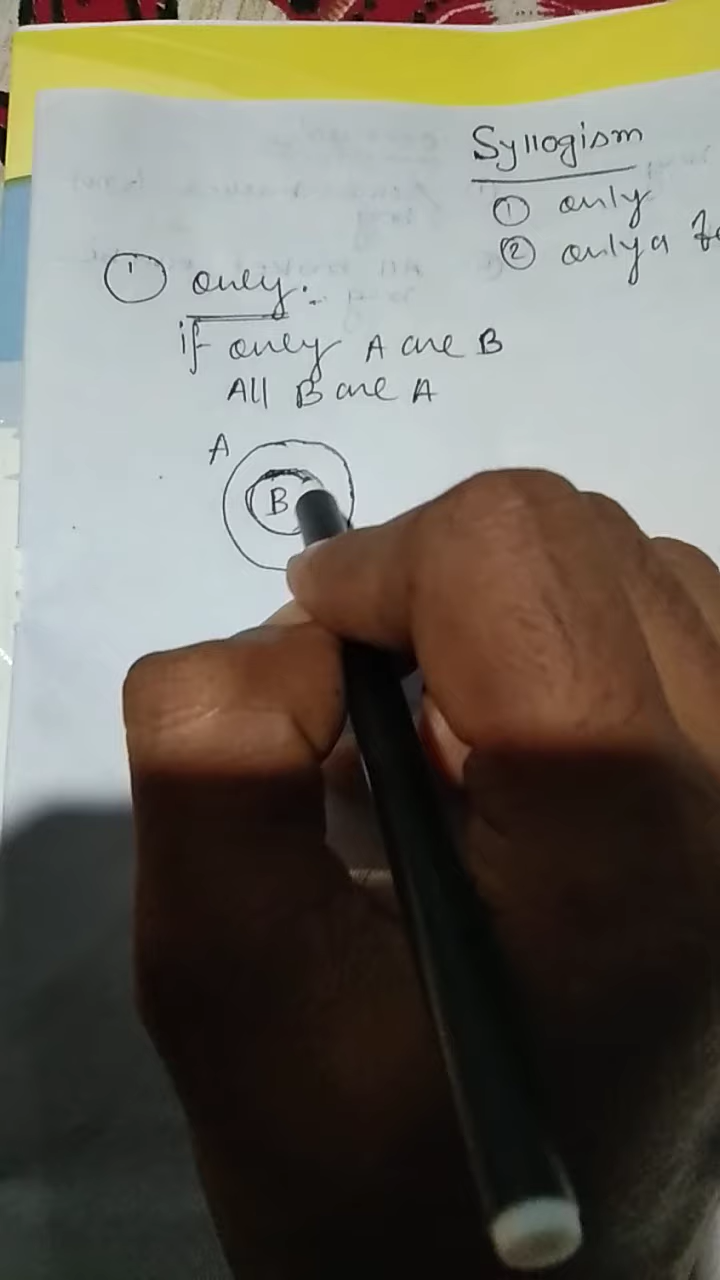 Syllogism
① only
② only a
① only :-
if only A are B
All B are A
A
B